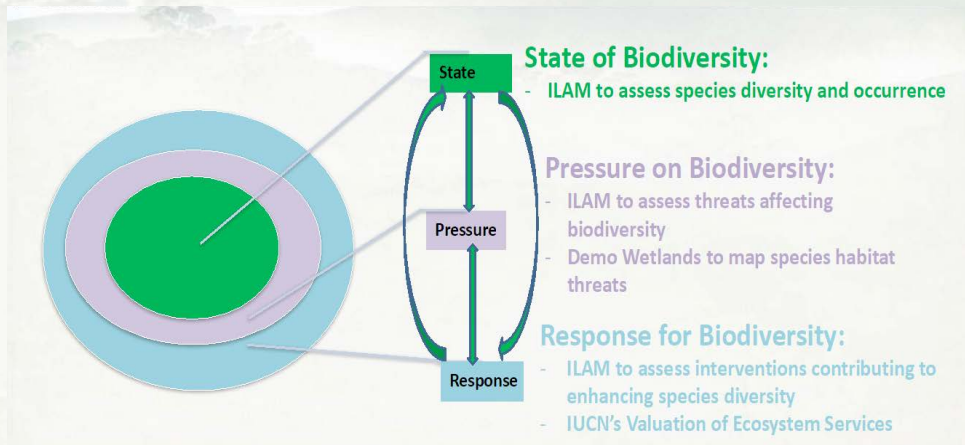 State
State of Biodiversity:
- ILAM to assess species diversity and occurrence
Pressure
Pressure on Biodiversity:
- ILAM to assess threats affecting
biodiversity
- Demo Wetlands to map species habitat
threats
Response
Response for Biodiversity:
- ILAM to assess interventions contributing to
enhancing species diversity
- IUCN's Valuation of Ecosystem Services